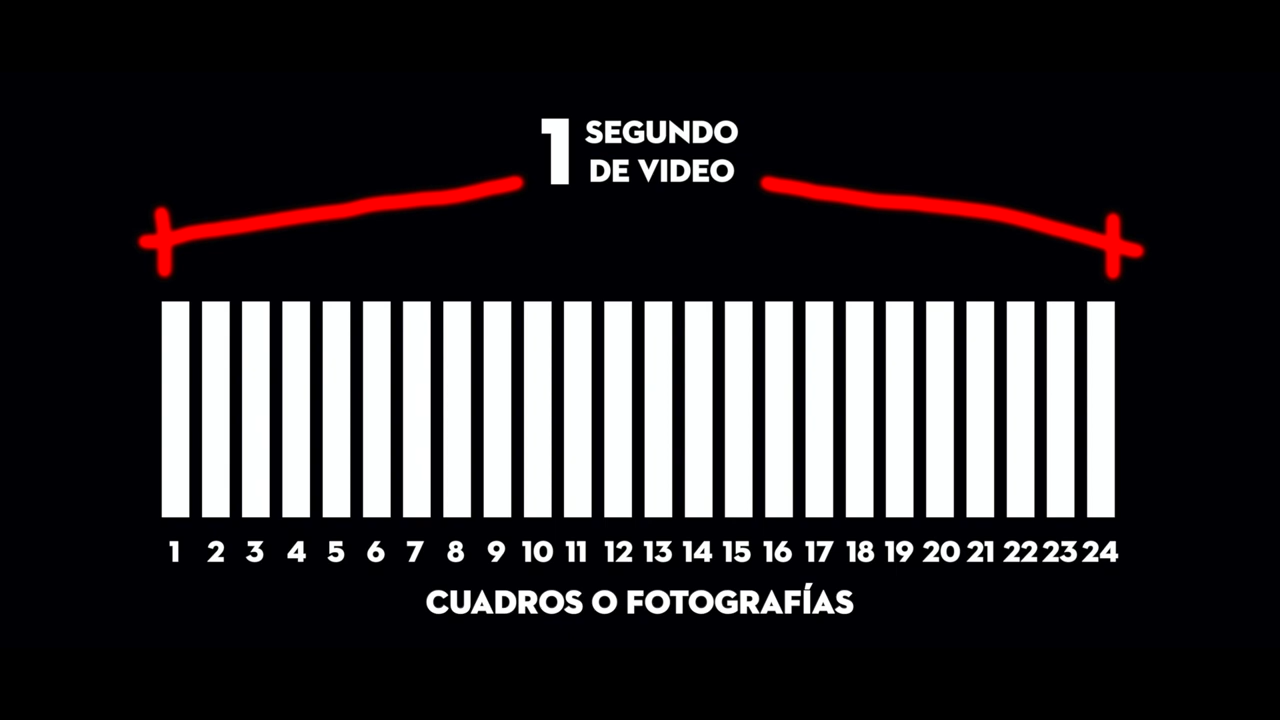 1 SEGUNDO
DE VIDEO
1 2 3 4 5 6 7 8 9 10 11 12 13 14 15 16 17 18 19 20 21 22 23 24
CUADROS O FOTOGRAFÍAS